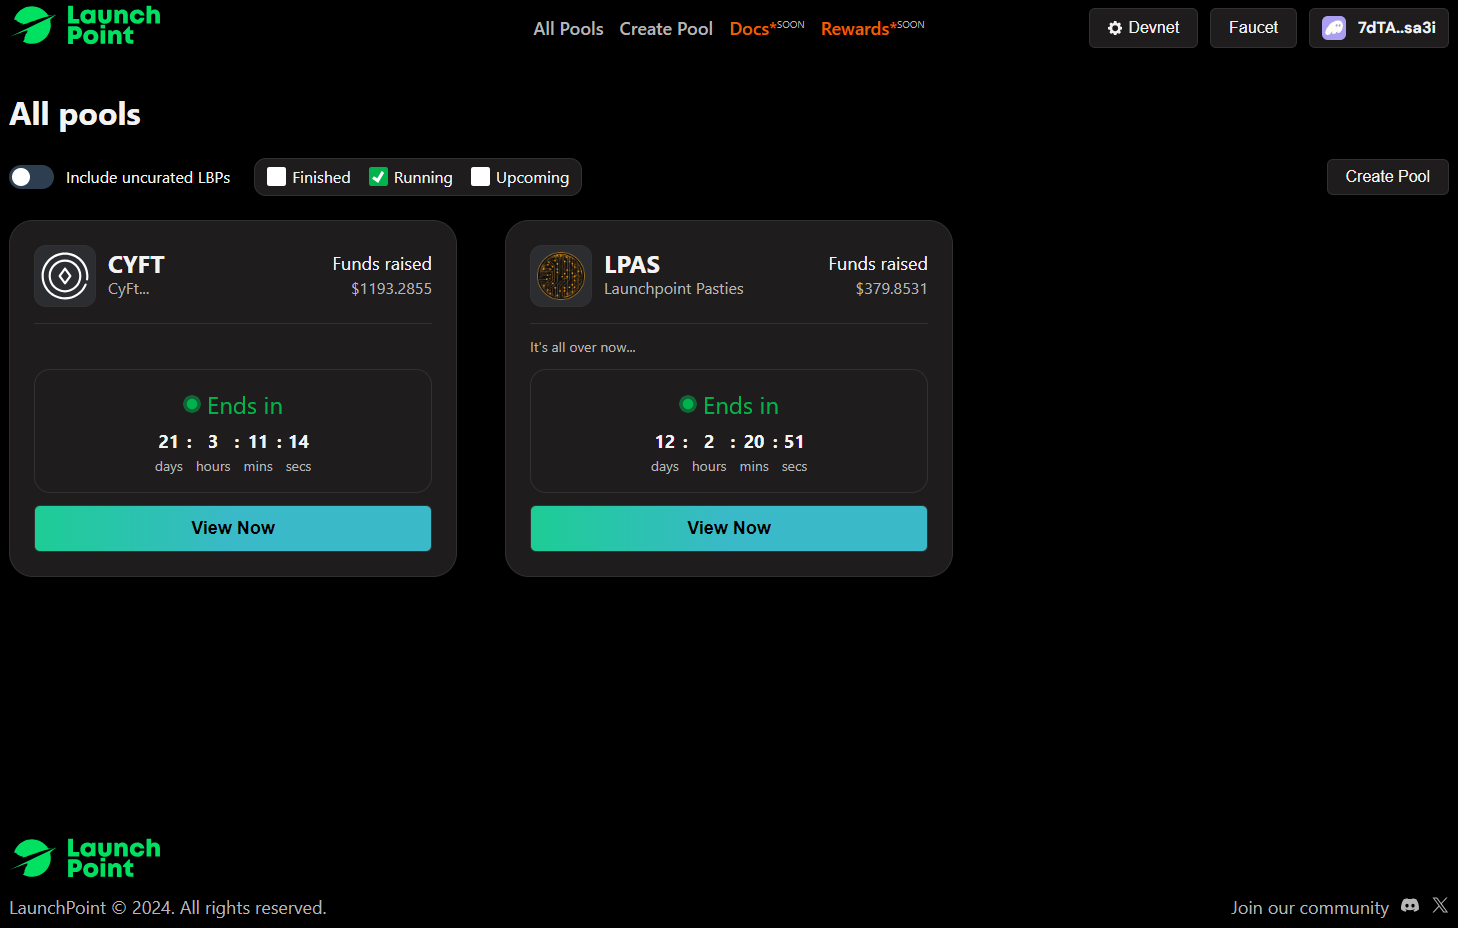 Launch Point
All Pools Create Pool Docs*SOON Rewards*SOON
Devnet Faucet 7dTA..sa3i
All pools
Include uncurated LBPs Finished Running Upcoming Create Pool
CYFT Funds raised
CyFt... $1193.2855
Ends in
21 : 3 : 11 : 14
days hours mins secs
View Now
LPAS Funds raised
Launchpoint Pasties $379.8531
It's all over now...
Ends in
12 : 2 : 20 : 51
days hours mins secs
View Now
Launch Point
LaunchPoint © 2024. All rights reserved. Join our community